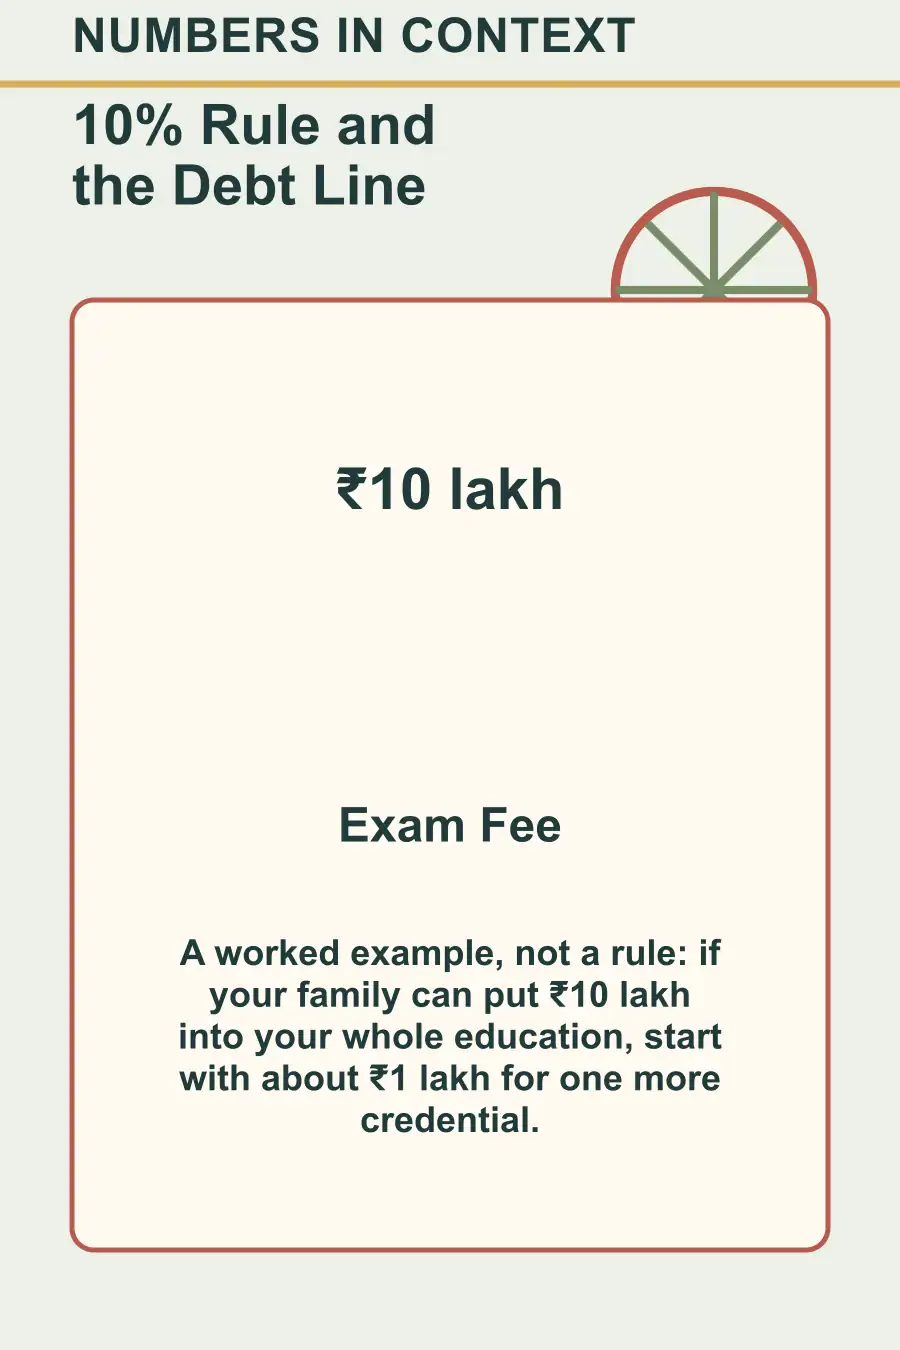 NUMBERS IN CONTEXT
10% Rule and
the Debt Line
₹10 lakh
Exam Fee
A worked example, not a rule: if
your family can put ₹10 lakh
into your whole education, start
with about ₹1 lakh for one more
credential.